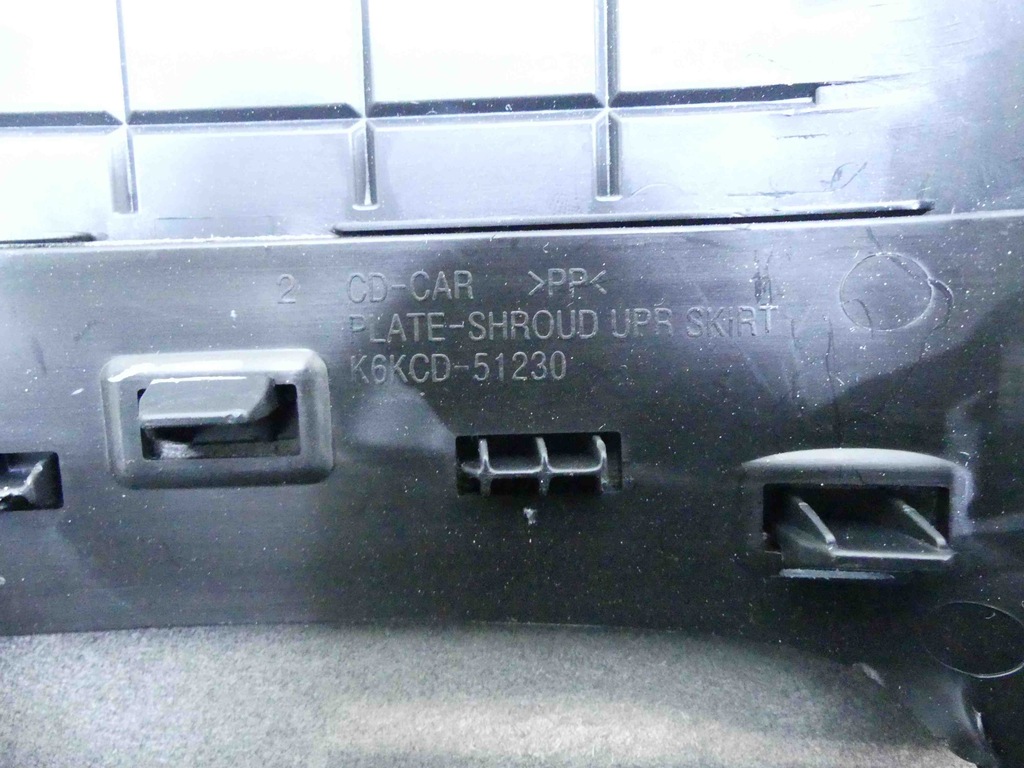 2 CD-CAR >PP<
PLATE-SHROUD UPR SKIRT
K6KCD-51230